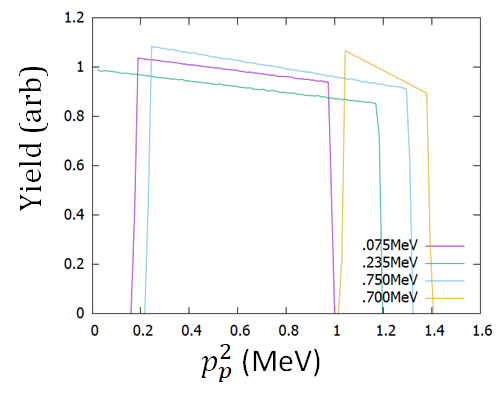 1.2
1
0.8
0.6
0.4
0.2
0
Yield (arb)
.075MeV
.235MeV
.750MeV
.700MeV
0 0.2 0.4 0.6 0.8 1 1.2 1.4 1.6
p_p^2 (MeV)